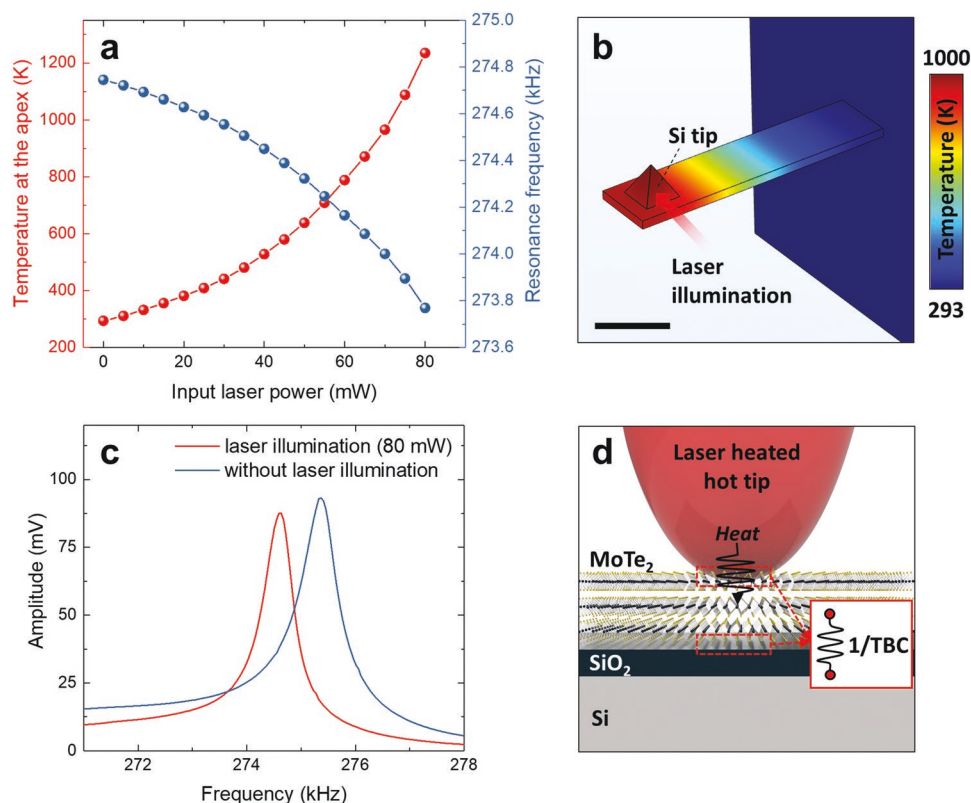 a
Temperature at the apex (K)
1200
1000
800
600
400
200
275.0
274.8
274.6
274.4
274.2
274.0
273.8
273.6
Resonance frequency (kHz)
0
20
40
60
80
Input laser power (mW)
b
Si tip
Laser
illumination
1000
Temperature (K)
293
c
laser illumination (80 mW)
without laser illumination
Amplitude (mV)
100
75
50
25
0
272
274
276
278
Frequency (kHz)
d
Laser heated
hot tip
Heat
MoTe₂
1/TBC
SiO₂
Si